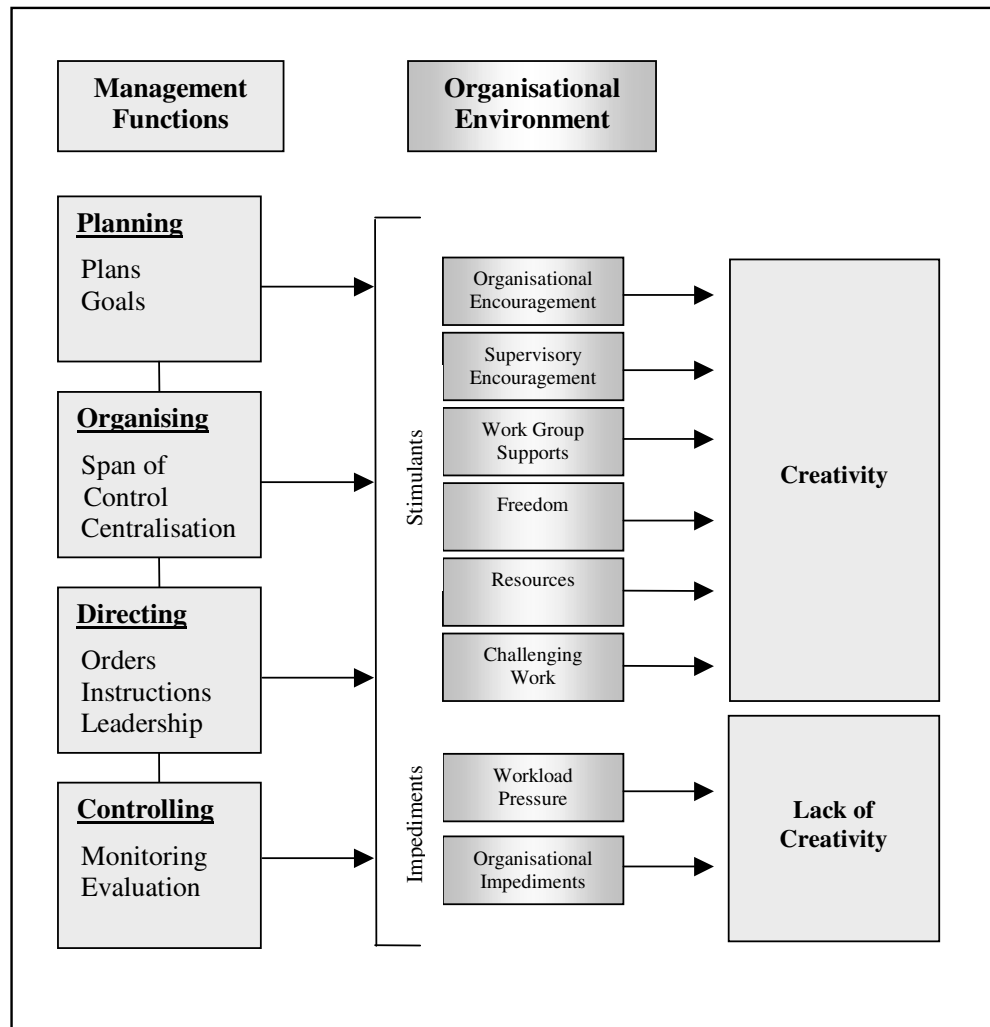 Management
Functions
Organisational
Environment
Planning
Plans
Goals
Organising
Span of
Control
Centralisation
Directing
Orders
Instructions
Leadership
Controlling
Monitoring
Evaluation
Stimulants
Impediments
Organisational
Encouragement
Supervisory
Encouragement
Work Group
Supports
Freedom
Resources
Challenging
Work
Workload
Pressure
Organisational
Impediments
Creativity
Lack of
Creativity